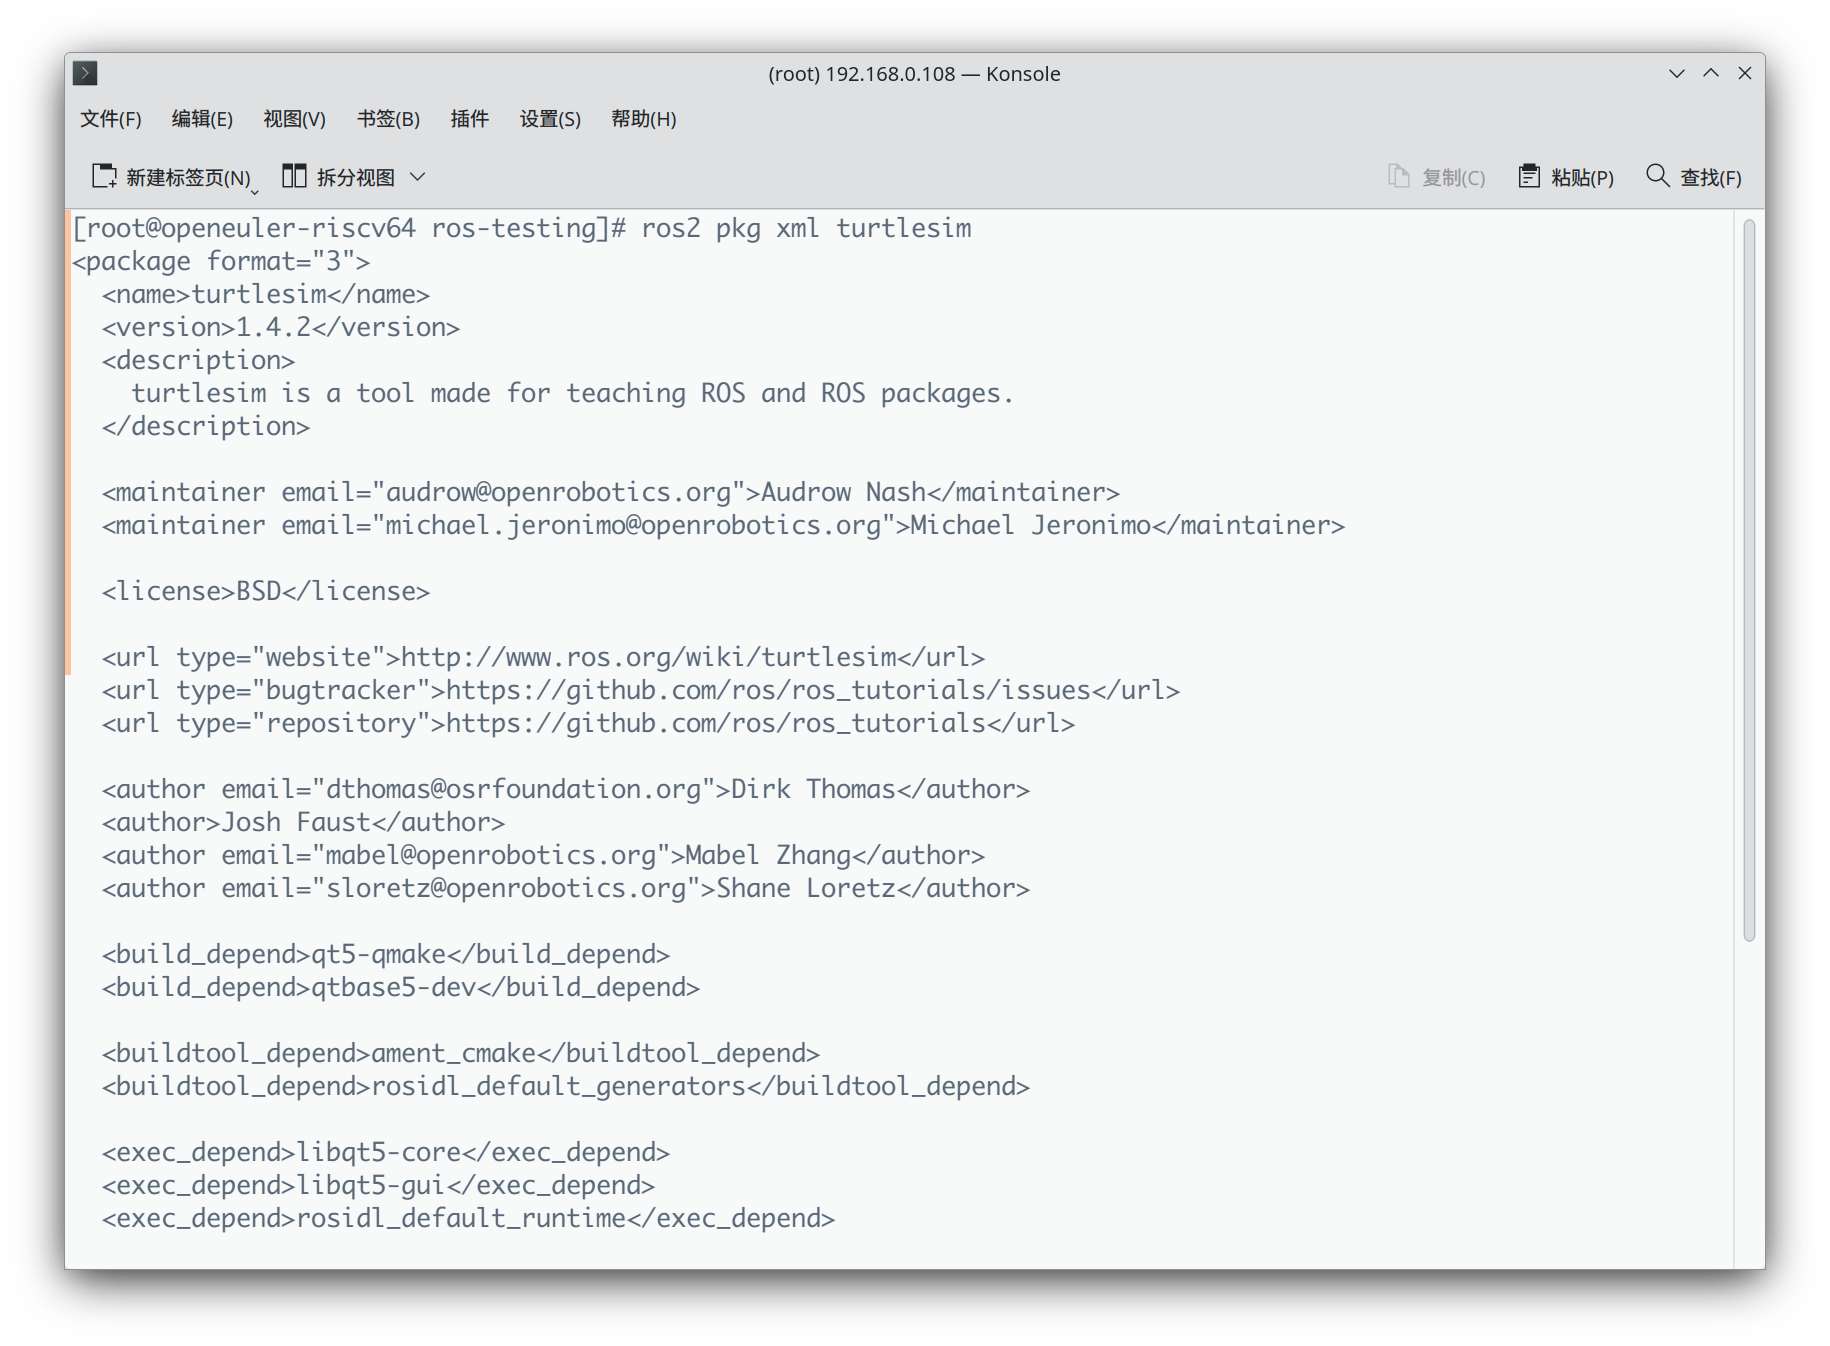 (root) 192.168.0.108 — Konsole
文件(F) 编辑(E) 视图(V) 书签(B) 插件 设置(S) 帮助(H)
新建标签页(N) 拆分视图 复制(C) 粘贴(P) 查找(F)
[root@openeuler-riscv64 ros-testing]# ros2 pkg xml turtlesim
<package format="3">
  <name>turtlesim</name>
  <version>1.4.2</version>
  <description>
    turtlesim is a tool made for teaching ROS and ROS packages.
  </description>

  <maintainer email="audrow@openrobotics.org">Audrow Nash</maintainer>
  <maintainer email="michael.jeronimo@openrobotics.org">Michael Jeronimo</maintainer>

  <license>BSD</license>

  <url type="website">http://www.ros.org/wiki/turtlesim</url>
  <url type="bugtracker">https://github.com/ros/ros_tutorials/issues</url>
  <url type="repository">https://github.com/ros/ros_tutorials</url>

  <author email="dthomas@osrfoundation.org">Dirk Thomas</author>
  <author>Josh Faust</author>
  <author email="mabel@openrobotics.org">Mabel Zhang</author>
  <author email="sloretz@openrobotics.org">Shane Loretz</author>

  <build_depend>qt5-qmake</build_depend>
  <build_depend>qtbase5-dev</build_depend>

  <buildtool_depend>ament_cmake</buildtool_depend>
  <buildtool_depend>rosidl_default_generators</buildtool_depend>

  <exec_depend>libqt5-core</exec_depend>
  <exec_depend>libqt5-gui</exec_depend>
  <exec_depend>rosidl_default_runtime</exec_depend>